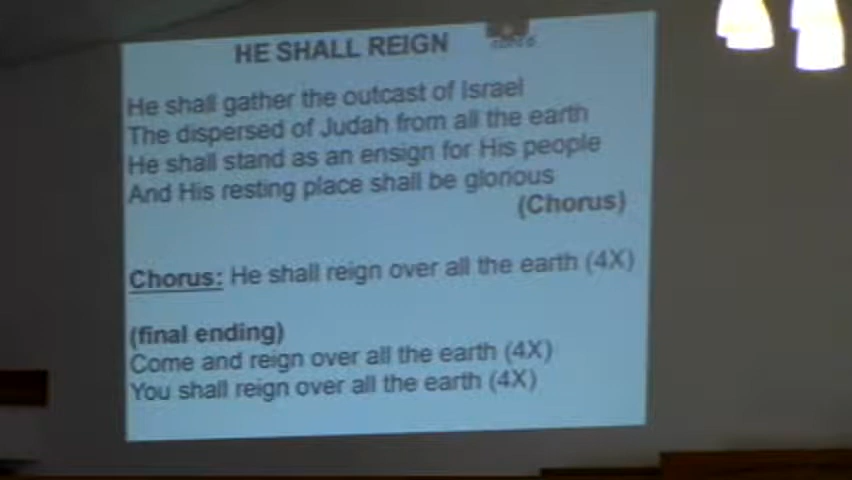 HE SHALL REIGN
He shall gather the outcast of Israel
The dispersed of Judah from all the earth
He shall stand as an ensign for His people
And His resting place shall be glorious
(Chorus)
Chorus: He shall reign over all the earth (4X)
(final ending)
Come and reign over all the earth (4X)
You shall reign over all the earth (4X)